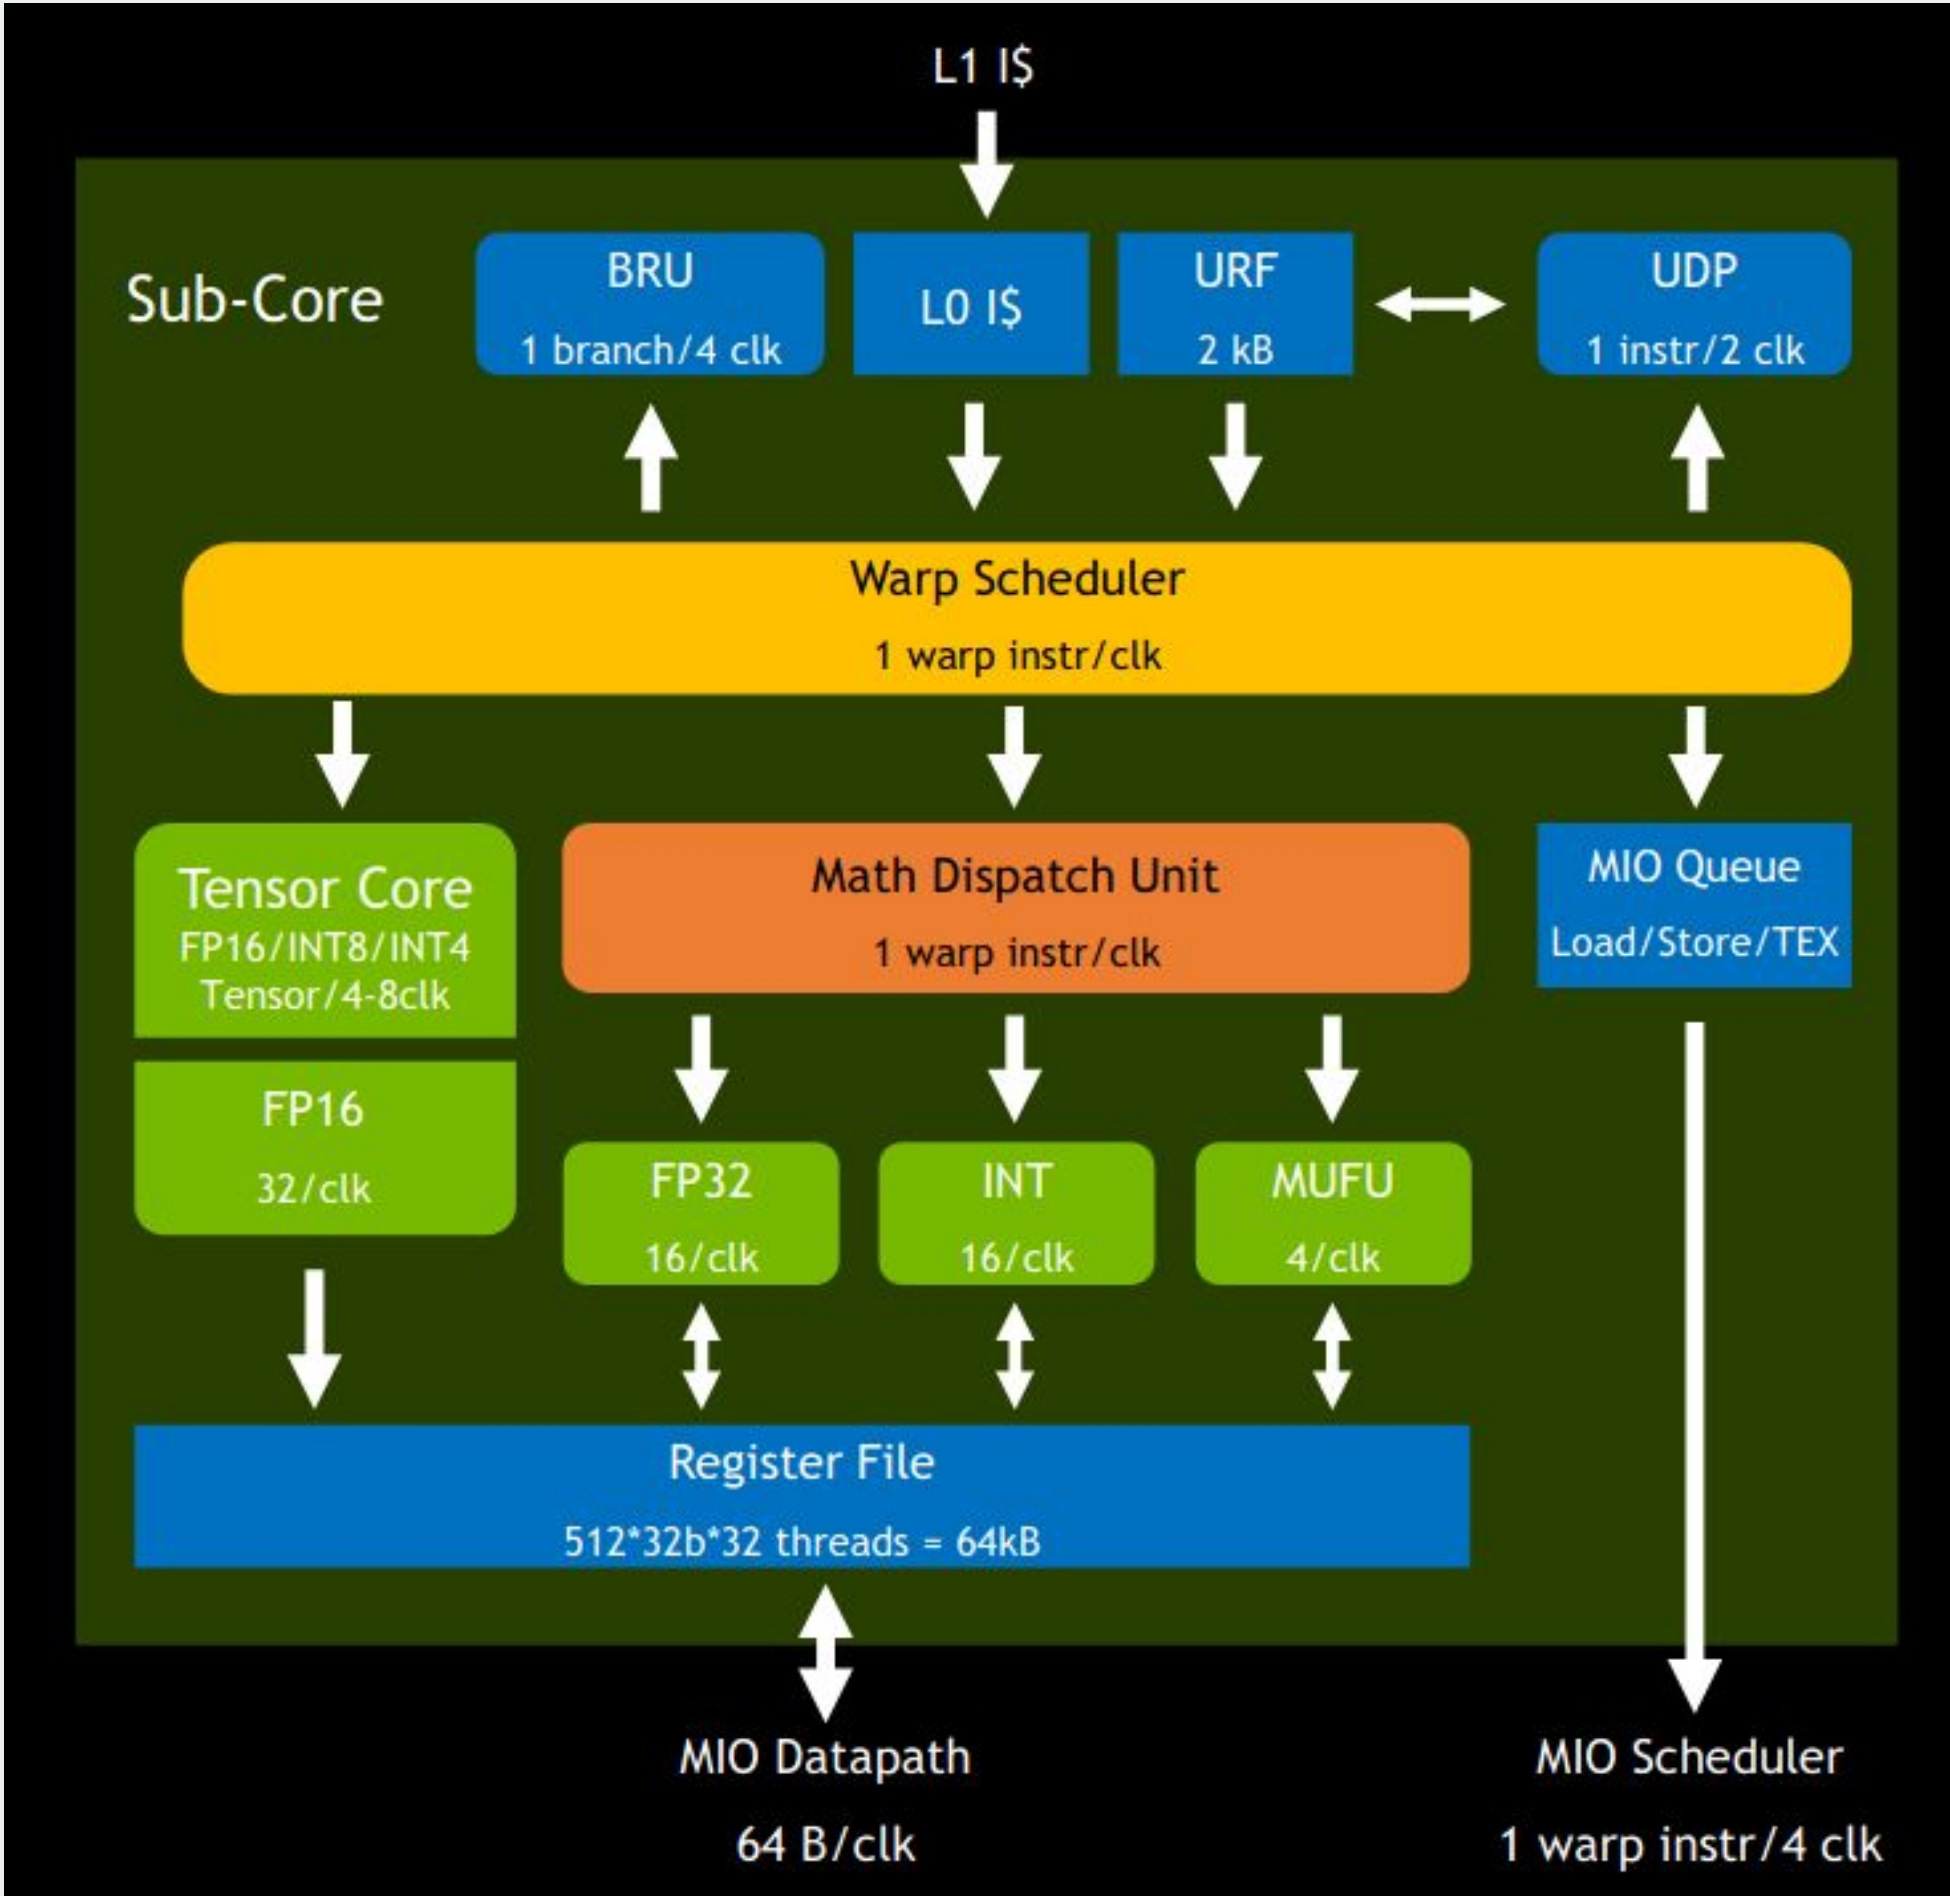 L1 I$
Sub-Core
BRU
1 branch/4 clk
L0 I$
URF
2 kB
UDP
1 instr/2 clk
Warp Scheduler
1 warp instr/clk
Tensor Core
FP16/INT8/INT4
Tensor/4-8clk
FP16
32/clk
Math Dispatch Unit
1 warp instr/clk
MIO Queue
Load/Store/TEX
FP32
16/clk
INT
16/clk
MUFU
4/clk
Register File
512*32b*32 threads = 64kB
MIO Datapath
64 B/clk
MIO Scheduler
1 warp instr/4 clk